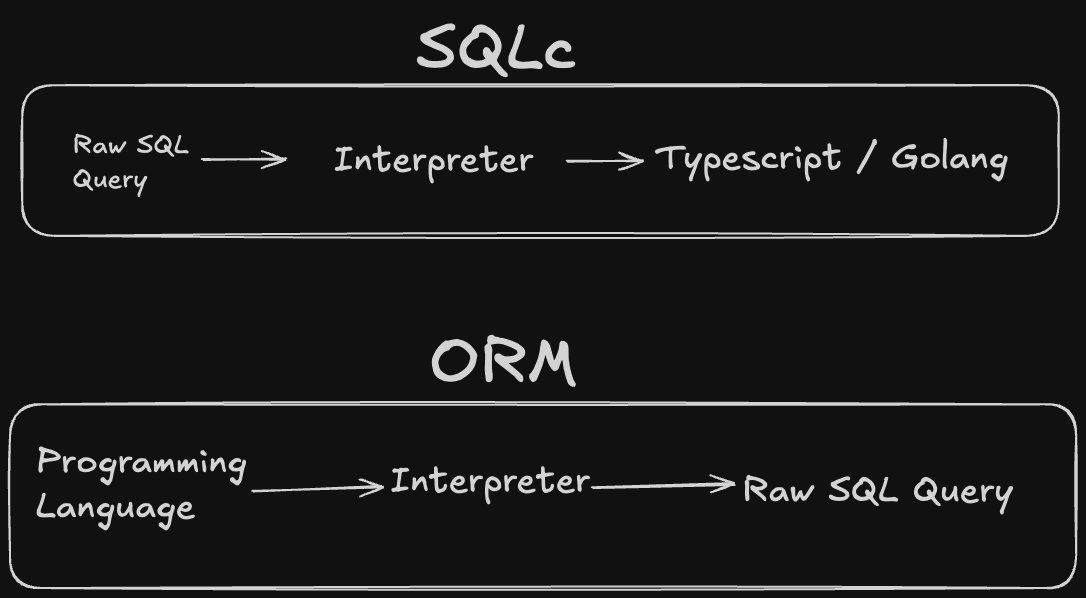 SQLc
Raw SQL
Query
Interpreter
Typescript / Golang
ORM
Programming
Language
Interpreter
Raw SQL Query